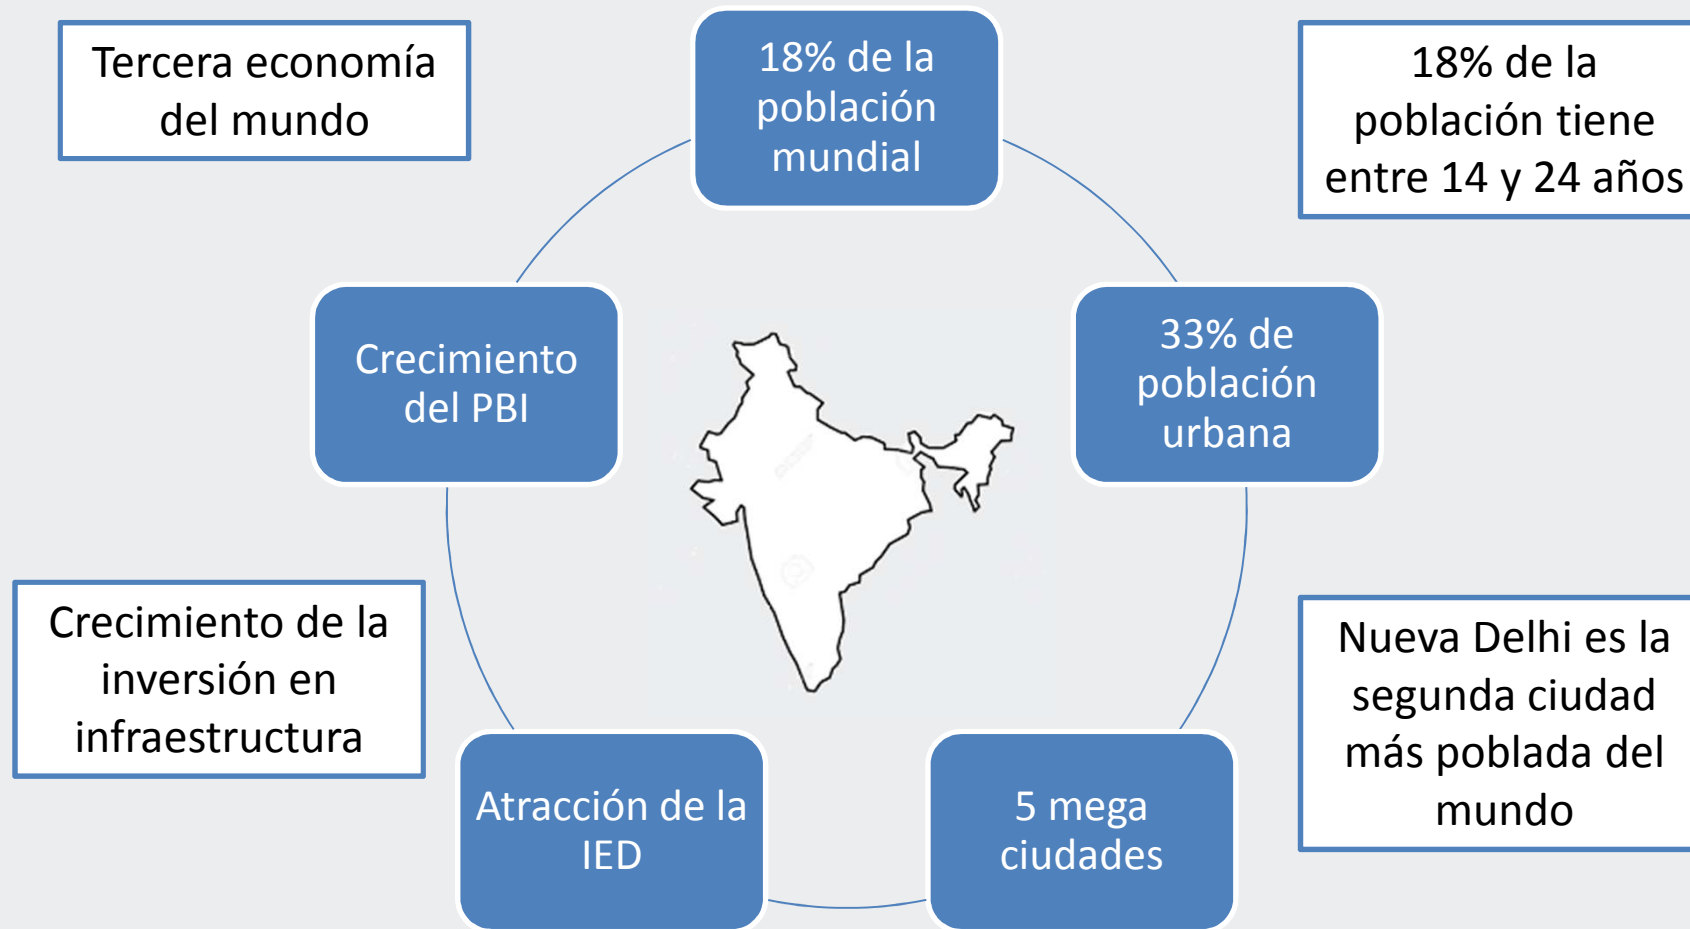 Tercera economía
del mundo
18% de la
población
mundial
18% de la
población tiene
entre 14 y 24 años
Crecimiento
del PBI
33% de
población
urbana
Crecimiento de la
inversión en
infraestructura
Nueva Delhi es la
segunda ciudad
más poblada del
mundo
Atracción de la
IED
5 mega
ciudades